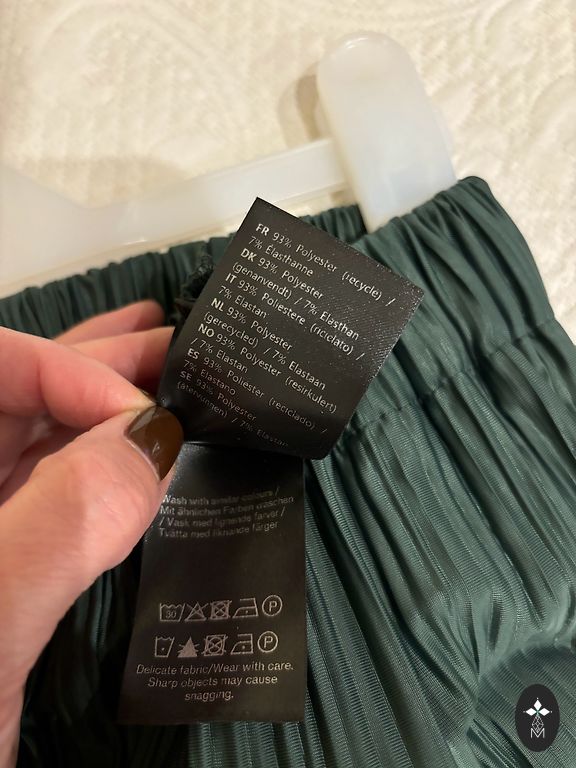 FR 93% Polyester (recycle) /
7% Elasthanne
DK 93% Polyester
(genanvendt) / 7% Elasthan
IT 93% Poliestere (riciclato) /
7% Elastan
NL 93% Polyester
(gerecycled) / 7% Elastaan
NO 93% Polyester (resirkulert)
/ 7% Elastan
ES 93% Poliester (reciclado) /
7% Elastano
SE 93% Polyester
(återvunnen) / 7% Elastan
Wash with similar colours /
Mit ähnlichen Farben waschen
/ Vask med lignende farver /
Tvätta med liknande färger
30 P
P
Delicate fabric/Wear with care.
Sharp objects may cause
snagging.
M